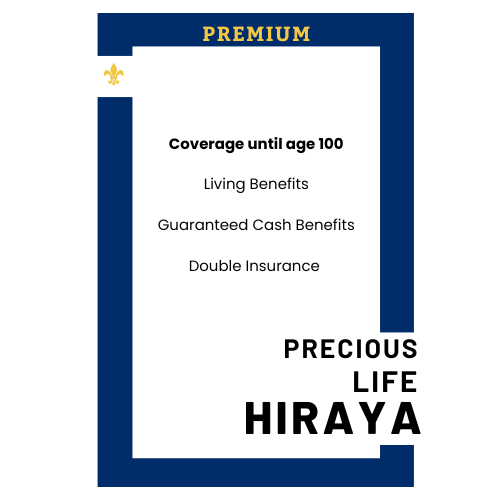 PREMIUM
Coverage until age 100
Living Benefits
Guaranteed Cash Benefits
Double Insurance
PRECIOUS
LIFE
HIRAYA